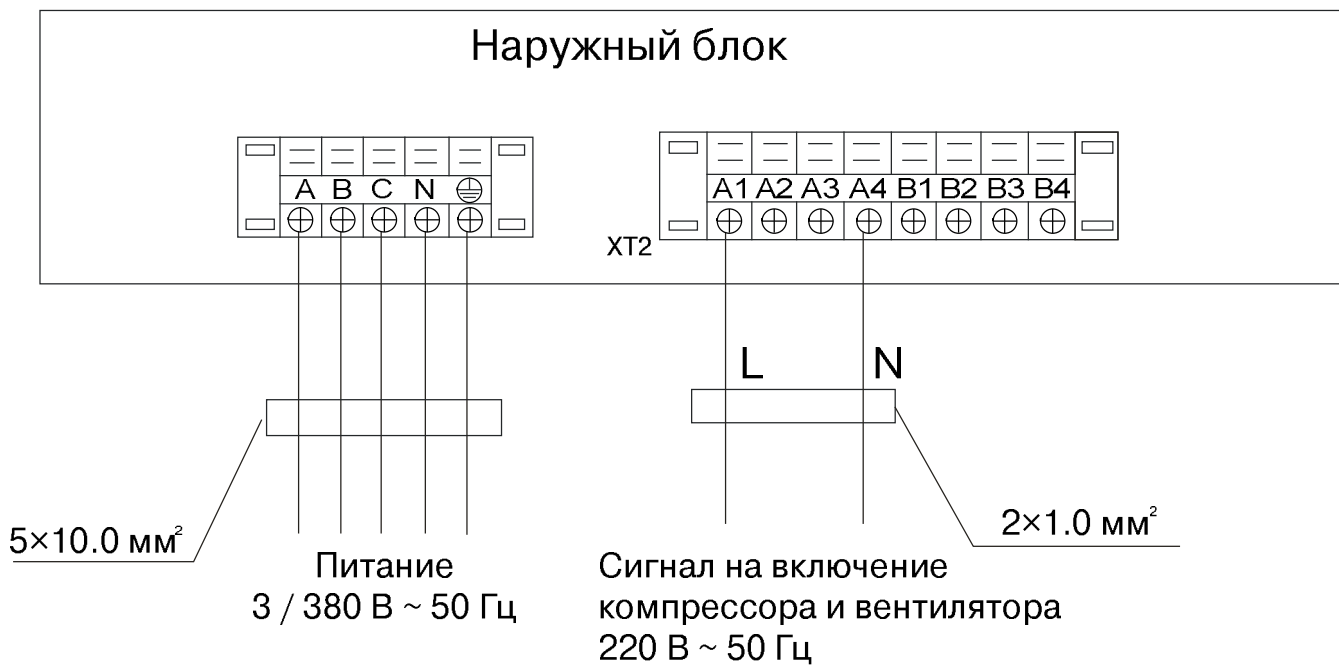 Наружный блок
A B C N
A1 A2 A3 A4 B1 B2 B3 B4
XT2
L N
5×10.0 мм²
2×1.0 мм²
Питание
3 / 380 В ~ 50 Гц
Сигнал на включение
компрессора и вентилятора
220 В ~ 50 Гц